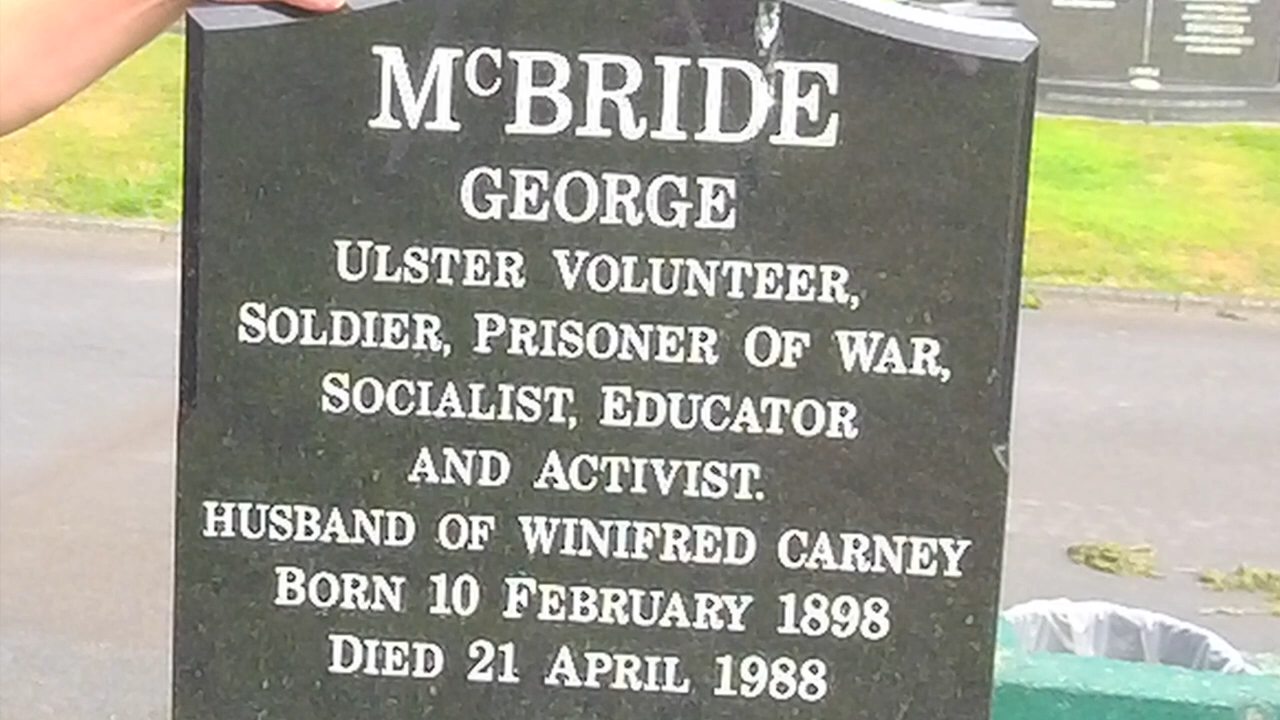 McBRIDE
GEORGE
ULSTER VOLUNTEER,
SOLDIER, PRISONER OF WAR,
SOCIALIST, EDUCATOR
AND ACTIVIST.
HUSBAND OF WINIFRED CARNEY
BORN 10 FEBRUARY 1898
DIED 21 APRIL 1988